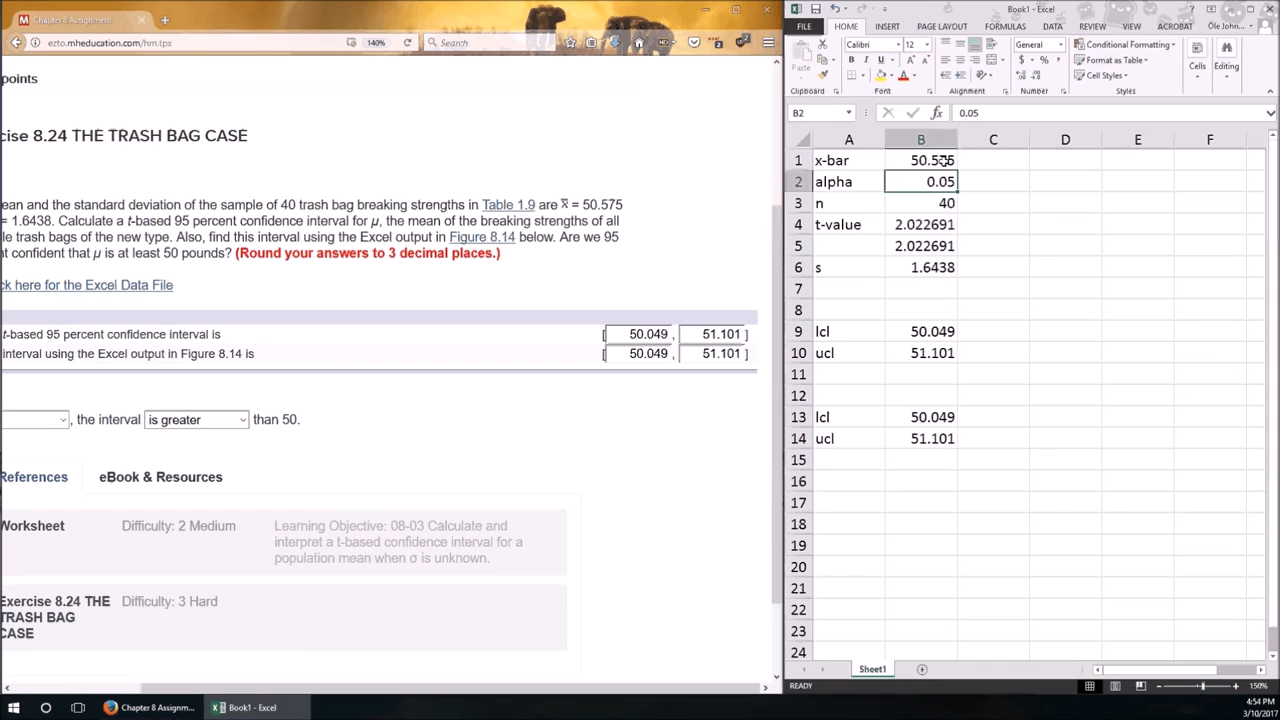 Chapter 8 Assignment
ezto.mheducation.com/hm.tpx
140%
Search
points
cise 8.24 THE TRASH BAG CASE
ean and the standard deviation of the sample of 40 trash bag breaking strengths in Table 1.9 are x̅ = 50.575
= 1.6438. Calculate a t-based 95 percent confidence interval for μ, the mean of the breaking strengths of all
le trash bags of the new type. Also, find this interval using the Excel output in Figure 8.14 below. Are we 95
nt confident that μ is at least 50 pounds? (Round your answers to 3 decimal places.)
ck here for the Excel Data File
t-based 95 percent confidence interval is [ 50.049 , 51.101 ]
interval using the Excel output in Figure 8.14 is [ 50.049 , 51.101 ]
, the interval is greater than 50.
References eBook & Resources
Worksheet Difficulty: 2 Medium Learning Objective: 08-03 Calculate and
interpret a t-based confidence interval for a
population mean when σ is unknown.
Exercise 8.24 THE Difficulty: 3 Hard
TRASH BAG
CASE
Book1 - Excel
FILE HOME INSERT PAGE LAYOUT FORMULAS DATA REVIEW VIEW ACROBAT Ole John...
Paste Calibri 12 General Conditional Formatting
B I U A $ % , Format as Table Cells Editing
Cell Styles
Clipboard Font Alignment Number Styles
B2 fx 0.05
A B C D E F
1 x-bar 50.575
2 alpha 0.05
3 n 40
4 t-value 2.022691
5 2.022691
6 s 1.6438
7
8
9 lcl 50.049
10 ucl 51.101
11
12
13 lcl 50.049
14 ucl 51.101
15
16
17
18
19
20
21
22
23
24
Sheet1
READY 150%
Chapter 8 Assignm... Book1 - Excel 4:54 PM
3/10/2017